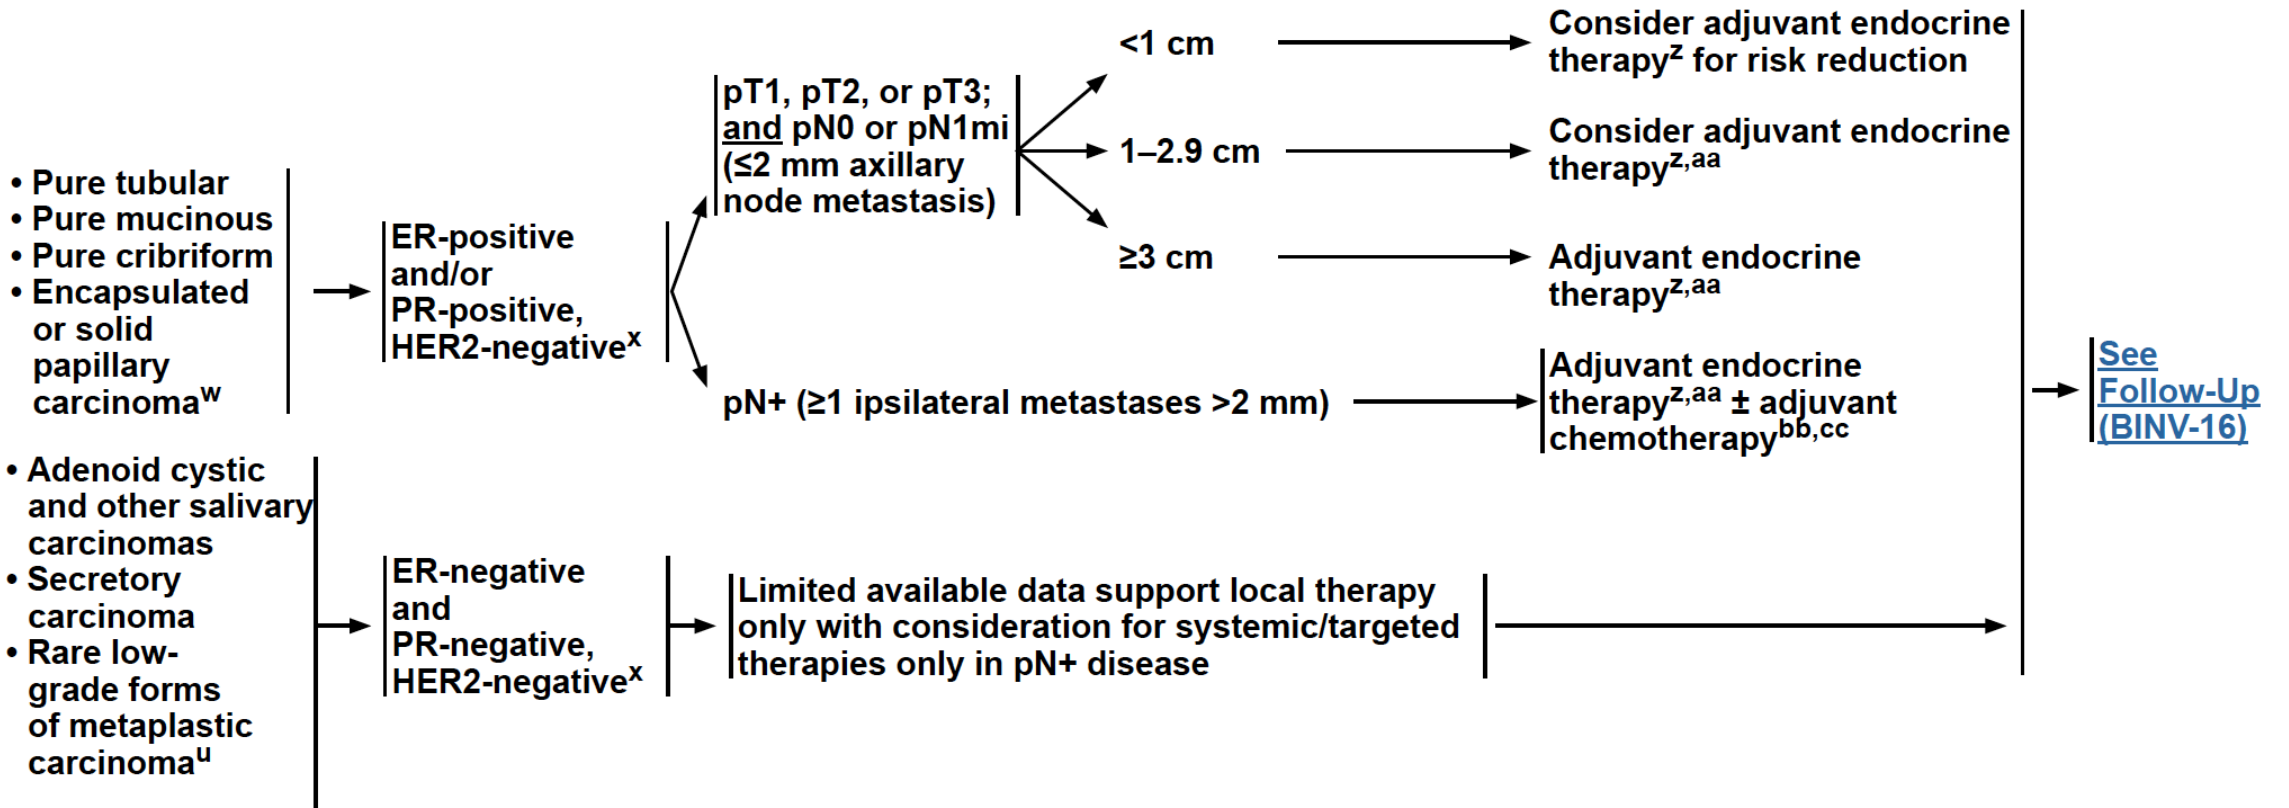 • Pure tubular
• Pure mucinous
• Pure cribriform
• Encapsulated
or solid
papillary
carcinomaw
ER-positive
and/or
PR-positive,
HER2-negativex
pT1, pT2, or pT3;
and pN0 or pN1mi
(≤2 mm axillary
node metastasis)
<1 cm
Consider adjuvant endocrine
therapyz for risk reduction
1–2.9 cm
Consider adjuvant endocrine
therapyz,aa
≥3 cm
Adjuvant endocrine
therapyz,aa
pN+ (≥1 ipsilateral metastases >2 mm)
Adjuvant endocrine
therapyz,aa ± adjuvant
chemotherapybb,cc
• Adenoid cystic
and other salivary
carcinomas
• Secretory
carcinoma
• Rare low-
grade forms
of metaplastic
carcinomau
ER-negative
and
PR-negative,
HER2-negativex
Limited available data support local therapy
only with consideration for systemic/targeted
therapies only in pN+ disease
See
Follow-Up
(BINV-16)